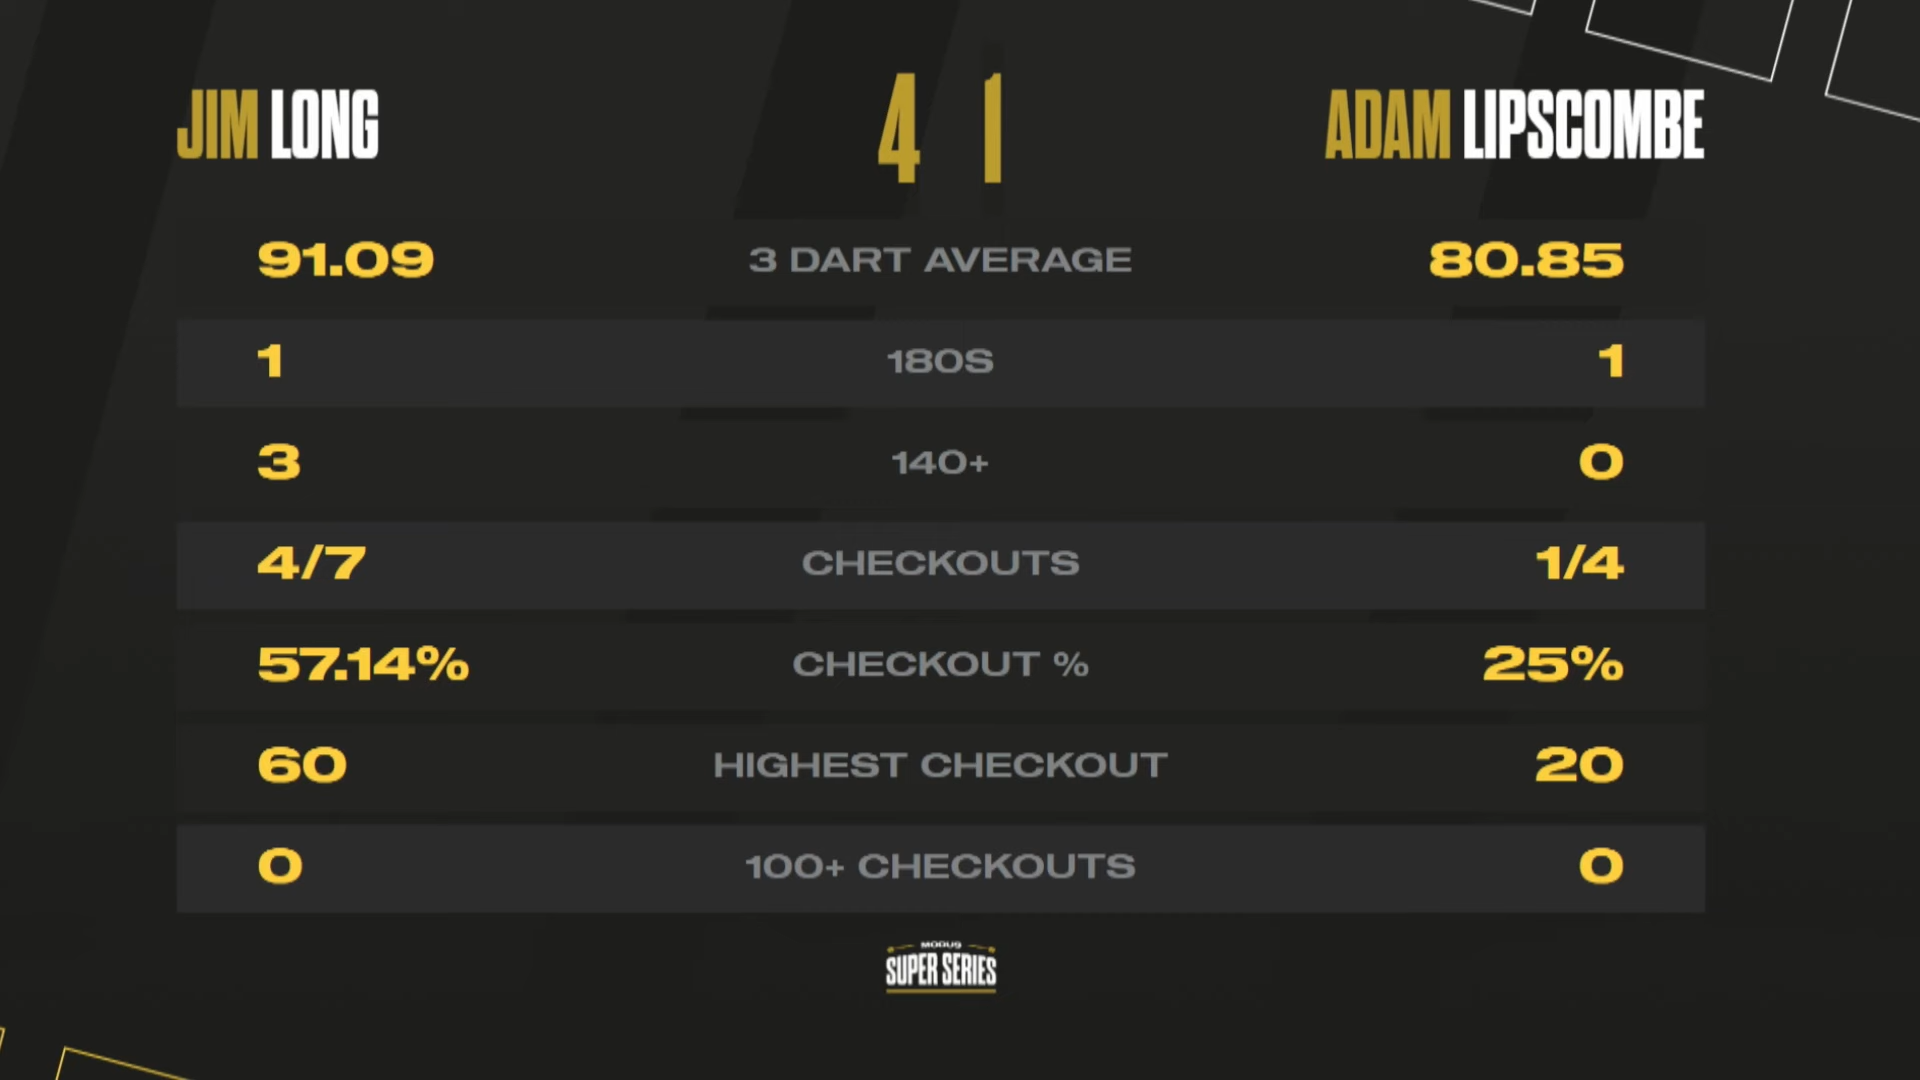 JIM LONG 4 1 ADAM LIPSCOMBE
91.09 3 DART AVERAGE 80.85
1 180S 1
3 140+ 0
4/7 CHECKOUTS 1/4
57.14% CHECKOUT % 25%
60 HIGHEST CHECKOUT 20
0 100+ CHECKOUTS 0
MODUS
SUPER SERIES